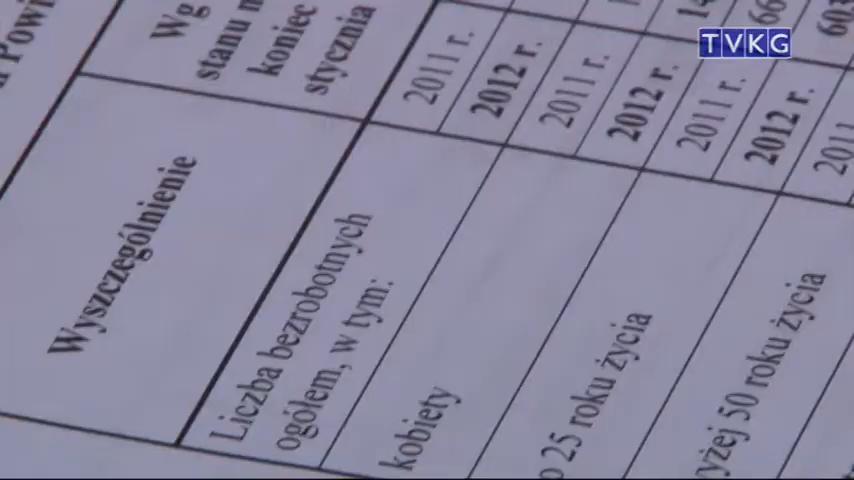 TVKG
Wyszczególnienie
Wg
stanu
koniec
stycznia
Liczba bezrobotnych
ogółem, w tym:
2011 r.
2012 r.
kobiety
2011 r.
2012 r.
25 roku życia
2011 r.
2012 r.
50 roku życia
2011